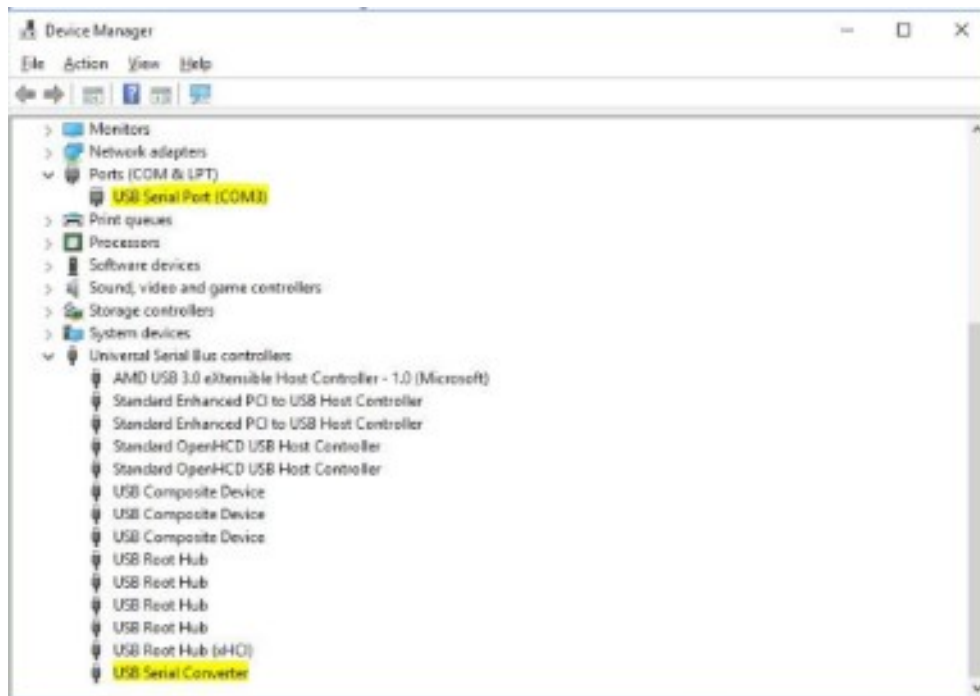 Device Manager
File Action View Help
Monitors
Network adapters
Ports (COM & LPT)
USB Serial Port (COM3)
Print queues
Processors
Software devices
Sound, video and game controllers
Storage controllers
System devices
Universal Serial Bus controllers
AMD USB 3.0 eXtensible Host Controller - 1.0 (Microsoft)
Standard Enhanced PCI to USB Host Controller
Standard Enhanced PCI to USB Host Controller
Standard OpenHCD USB Host Controller
Standard OpenHCD USB Host Controller
USB Composite Device
USB Composite Device
USB Composite Device
USB Root Hub
USB Root Hub
USB Root Hub
USB Root Hub
USB Root Hub (xHCI)
USB Serial Converter